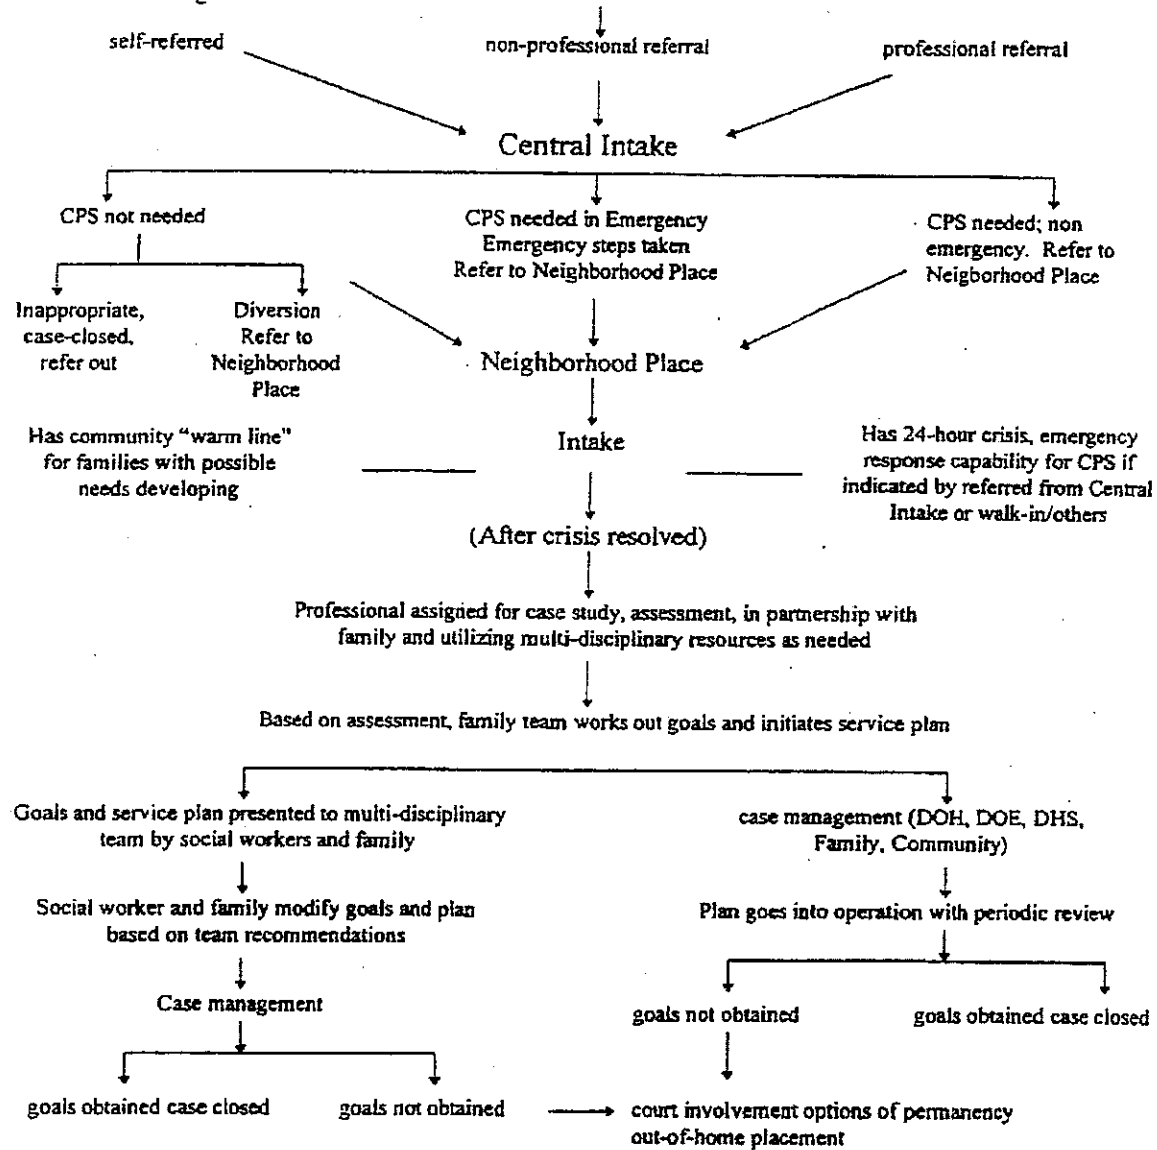 self-referred
non-professional referral
professional referral
Central Intake
CPS not needed
CPS needed in Emergency
Emergency steps taken
Refer to Neighborhood Place
CPS needed; non
emergency. Refer to
Neigborhood Place
Inappropriate,
case-closed,
refer out
Diversion
Refer to
Neighborhood
Place
Neighborhood Place
Has community “warm line”
for families with possible
needs developing
Intake
Has 24-hour crisis, emergency
response capability for CPS if
indicated by referred from Central
Intake or walk-in/others
(After crisis resolved)
Professional assigned for case study, assessment, in partnership with
family and utilizing multi-disciplinary resources as needed
Based on assessment, family team works out goals and initiates service plan
Goals and service plan presented to multi-disciplinary
team by social workers and family
case management (DOH, DOE, DHS,
Family, Community)
Social worker and family modify goals and plan
based on team recommendations
Plan goes into operation with periodic review
Case management
goals not obtained
goals obtained case closed
goals obtained case closed
goals not obtained
court involvement options of permanency
out-of-home placement